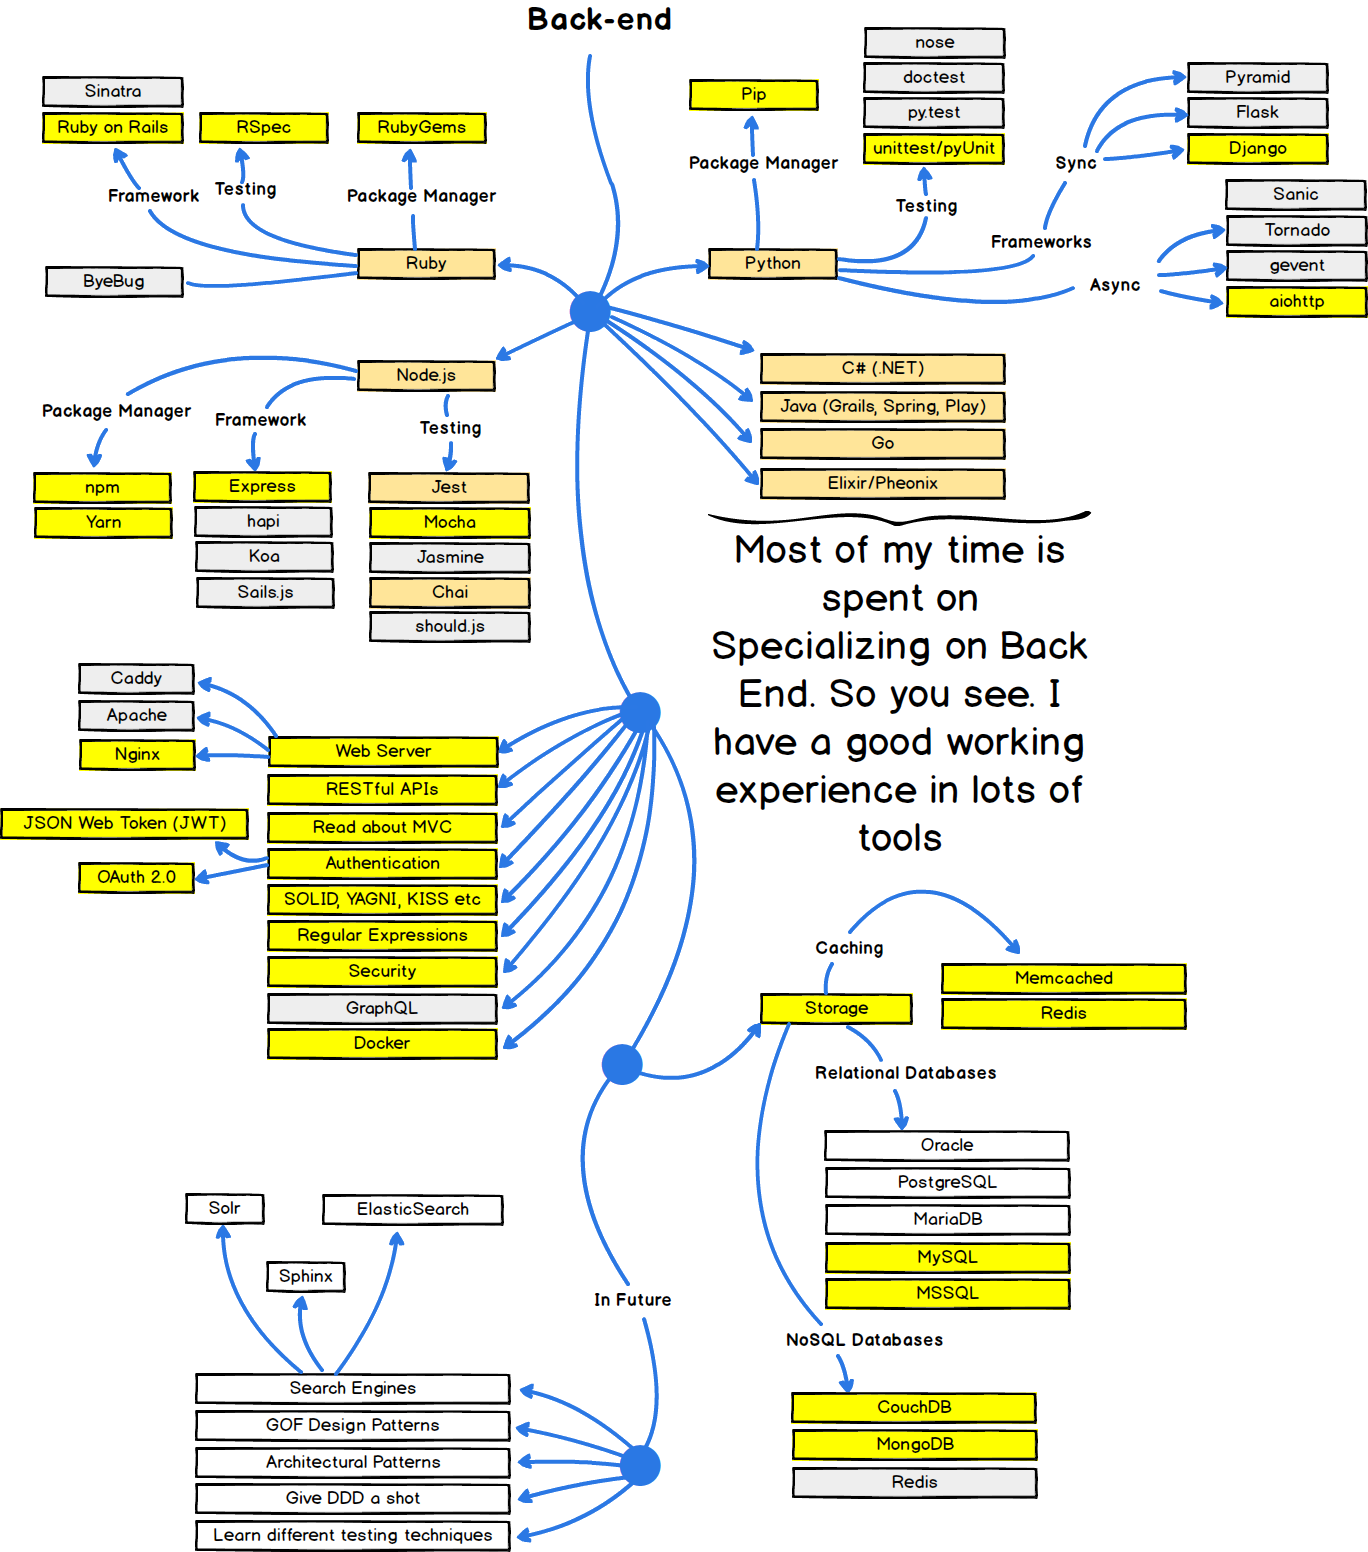 Back-end
Sinatra
Ruby on Rails
RSpec
RubyGems
Framework
Testing
Package Manager
Ruby
ByeBug
Pip
Package Manager
nose
doctest
py.test
unittest/pyUnit
Testing
Python
Pyramid
Flask
Django
Sync
Frameworks
Async
Sanic
Tornado
gevent
aiohttp
Node.js
Package Manager
Framework
Testing
npm
Yarn
Express
hapi
Koa
Sails.js
Jest
Mocha
Jasmine
Chai
should.js
C# (.NET)
Java (Grails, Spring, Play)
Go
Elixir/Pheonix
Most of my time is
spent on
Specializing on Back
End. So you see. I
have a good working
experience in lots of
tools
Caddy
Apache
Nginx
Web Server
RESTful APIs
JSON Web Token (JWT)
Read about MVC
OAuth 2.0
Authentication
SOLID, YAGNI, KISS etc
Regular Expressions
Security
GraphQL
Docker
Caching
Memcached
Redis
Storage
Relational Databases
Oracle
PostgreSQL
MariaDB
MySQL
MSSQL
NoSQL Databases
CouchDB
MongoDB
Redis
In Future
Solr
ElasticSearch
Sphinx
Search Engines
GOF Design Patterns
Architectural Patterns
Give DDD a shot
Learn different testing techniques